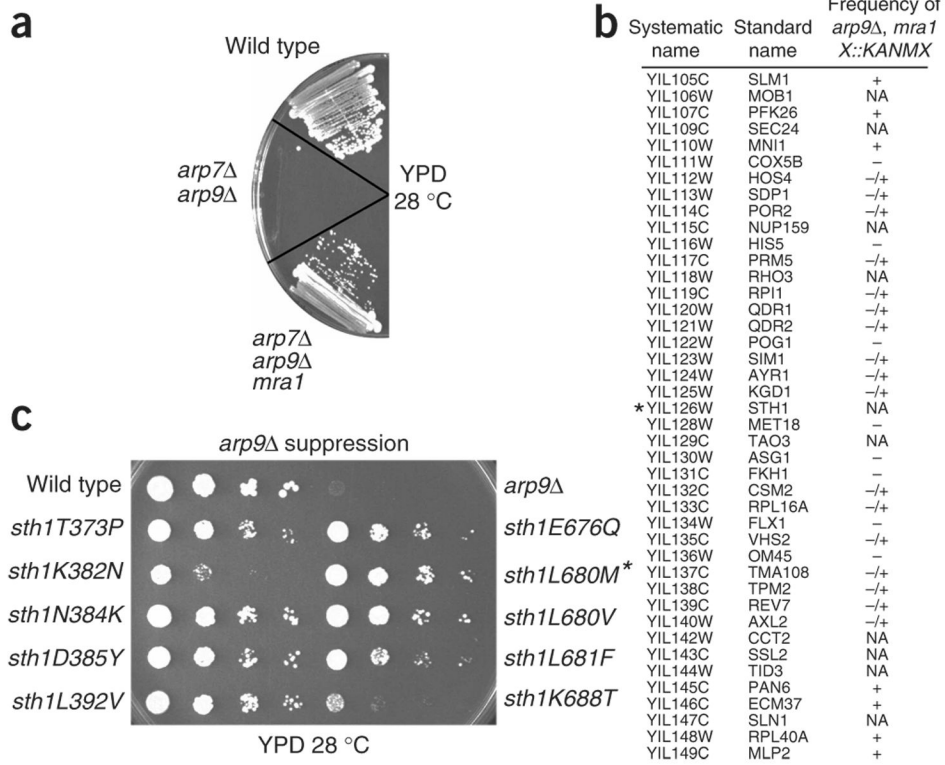 a
Wild type
arp7Δ
arp9Δ
YPD
28 °C
arp7Δ
arp9Δ
mra1
b
Systematic name Standard name Frequency of arp9Δ, mra1 X::KANMX
YIL105C SLM1 +
YIL106W MOB1 NA
YIL107C PFK26 +
YIL109C SEC24 NA
YIL110W MNI1 +
YIL111W COX5B –
YIL112W HOS4 –/+
YIL113W SDP1 –/+
YIL114C POR2 –/+
YIL115C NUP159 NA
YIL116W HIS5 –
YIL117C PRM5 –/+
YIL118W RHO3 NA
YIL119C RPI1 –/+
YIL120W QDR1 –/+
YIL121W QDR2 –/+
YIL122W POG1 –
YIL123W SIM1 –/+
YIL124W AYR1 –/+
YIL125W KGD1 –/+
*YIL126W STH1 NA
YIL128W MET18 –
YIL129C TAO3 NA
YIL130W ASG1 –
YIL131C FKH1 –
YIL132C CSM2 –/+
YIL133C RPL16A –/+
YIL134W FLX1 –
YIL135C VHS2 –/+
YIL136W OM45 –
YIL137C TMA108 –/+
YIL138C TPM2 –/+
YIL139C REV7 –/+
YIL140W AXL2 –/+
YIL142W CCT2 NA
YIL143C SSL2 NA
YIL144W TID3 NA
YIL145C PAN6 +
YIL146C ECM37 +
YIL147C SLN1 NA
YIL148W RPL40A +
YIL149C MLP2 +
c
arp9Δ suppression
Wild type arp9Δ
sth1T373P sth1E676Q
sth1K382N sth1L680M*
sth1N384K sth1L680V
sth1D385Y sth1L681F
sth1L392V sth1K688T
YPD 28 °C